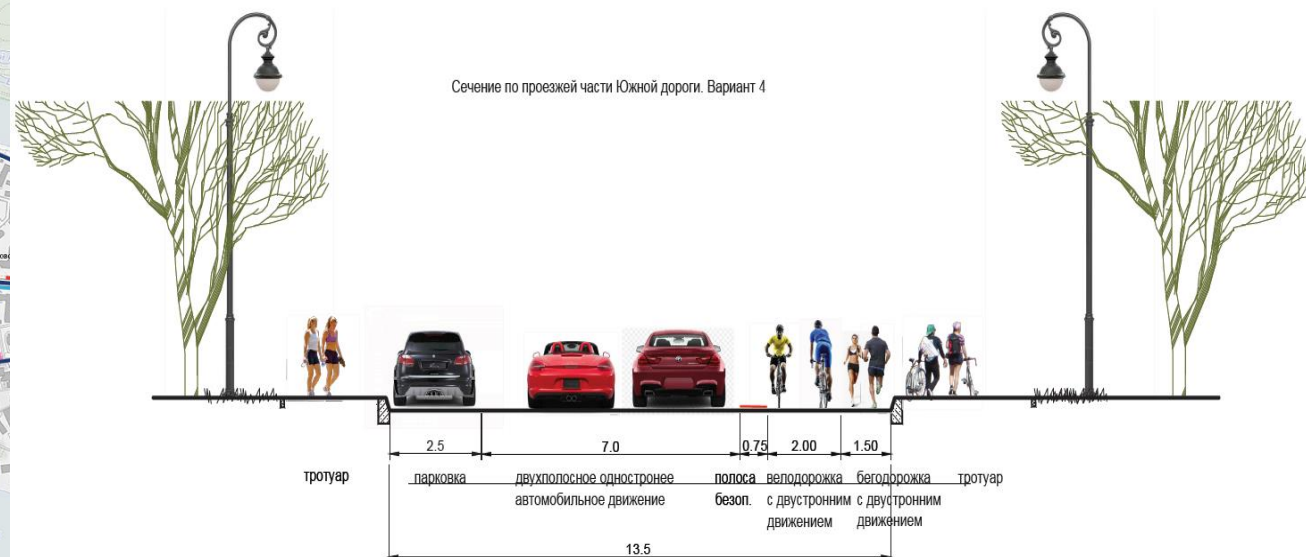 Сечение по проезжей части Южной дороги. Вариант 4
2.5
7.0
0.75
2.00
1.50
тротуар
парковка
двухполосное одностронее
автомобильное движение
полоса
безоп.
велодорожка
с двустронним
движением
бегодорожка
с двустронним
движением
тротуар
13.5